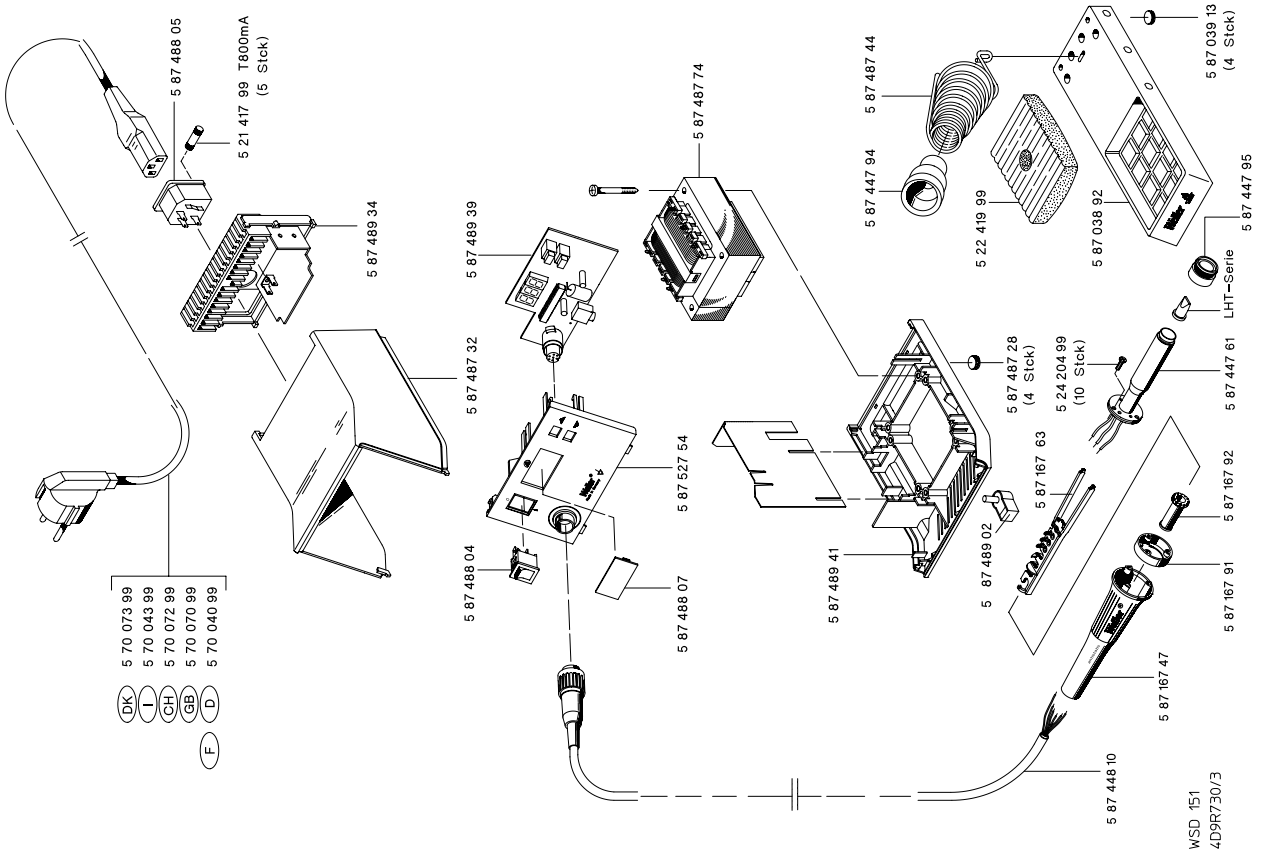 DK 5 70 073 99
I 5 70 043 99
CH 5 70 072 99
GB 5 70 070 99
F D 5 70 040 99
5 87 488 05
5 21 417 99 T800mA
(5 Stck)
5 87 489 34
5 87 487 32
5 87 489 39
5 87 487 74
5 87 488 04
5 87 527 54
5 87 488 07
Weller®
5 87 489 41
5 87 487 28
(4 Stck)
5 87 489 02
5 87 487 44
5 87 447 94
5 22 419 99
5 87 038 92
5 87 039 13
(4 Stck)
Weller
5 87 447 95
LHT-Serie
5 24 204 99
(10 Stck)
5 87 447 61
5 87 167 63
5 87 167 92
5 87 167 91
Weller®
5 87 167 47
5 87 448 10
WSD 151
4D9R730/3